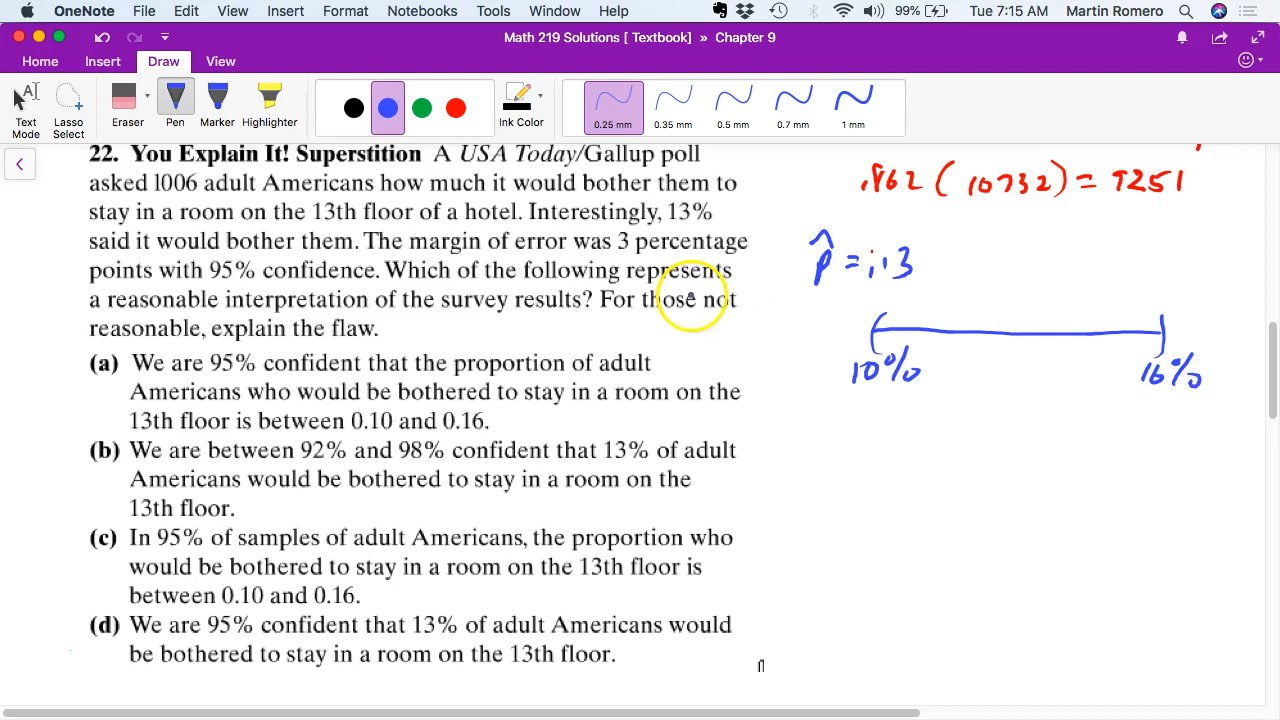 OneNote File Edit View Insert Format Notebooks Tools Window Help 99% Tue 7:15 AM Martin Romero
Math 219 Solutions [ Textbook] » Chapter 9
Home Insert Draw View
Text Mode
Lasso Select
Eraser
Pen
Marker
Highlighter
Ink Color
0.25 mm
0.35 mm
0.5 mm
0.7 mm
1 mm
22. You Explain It! Superstition A USA Today/Gallup poll
asked 1006 adult Americans how much it would bother them to
stay in a room on the 13th floor of a hotel. Interestingly, 13%
said it would bother them. The margin of error was 3 percentage
points with 95% confidence. Which of the following represents
a reasonable interpretation of the survey results? For those not
reasonable, explain the flaw.
(a) We are 95% confident that the proportion of adult
Americans who would be bothered to stay in a room on the
13th floor is between 0.10 and 0.16.
(b) We are between 92% and 98% confident that 13% of adult
Americans would be bothered to stay in a room on the
13th floor.
(c) In 95% of samples of adult Americans, the proportion who
would be bothered to stay in a room on the 13th floor is
between 0.10 and 0.16.
(d) We are 95% confident that 13% of adult Americans would
be bothered to stay in a room on the 13th floor.
.862 ( 10732 ) = 9251
p̂ = .13
10% 16%